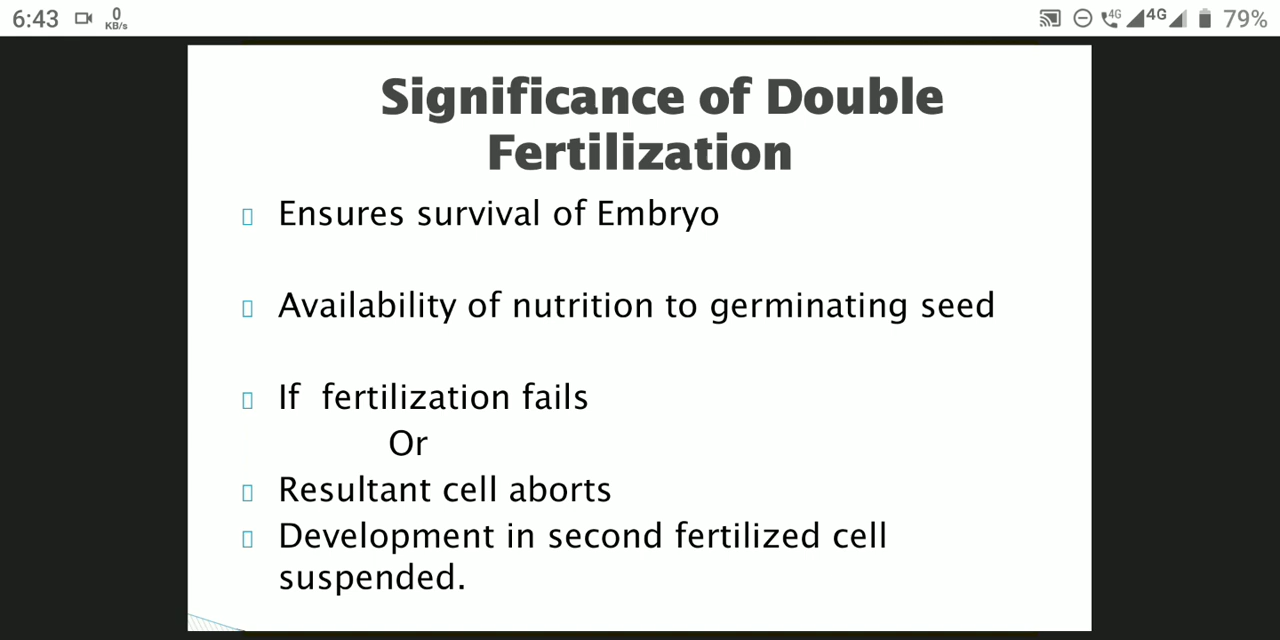 6:43 0 KB/s 4G 4G 79%
Significance of Double
Fertilization
Ensures survival of Embryo
Availability of nutrition to germinating seed
If fertilization fails
Or
Resultant cell aborts
Development in second fertilized cell
suspended.